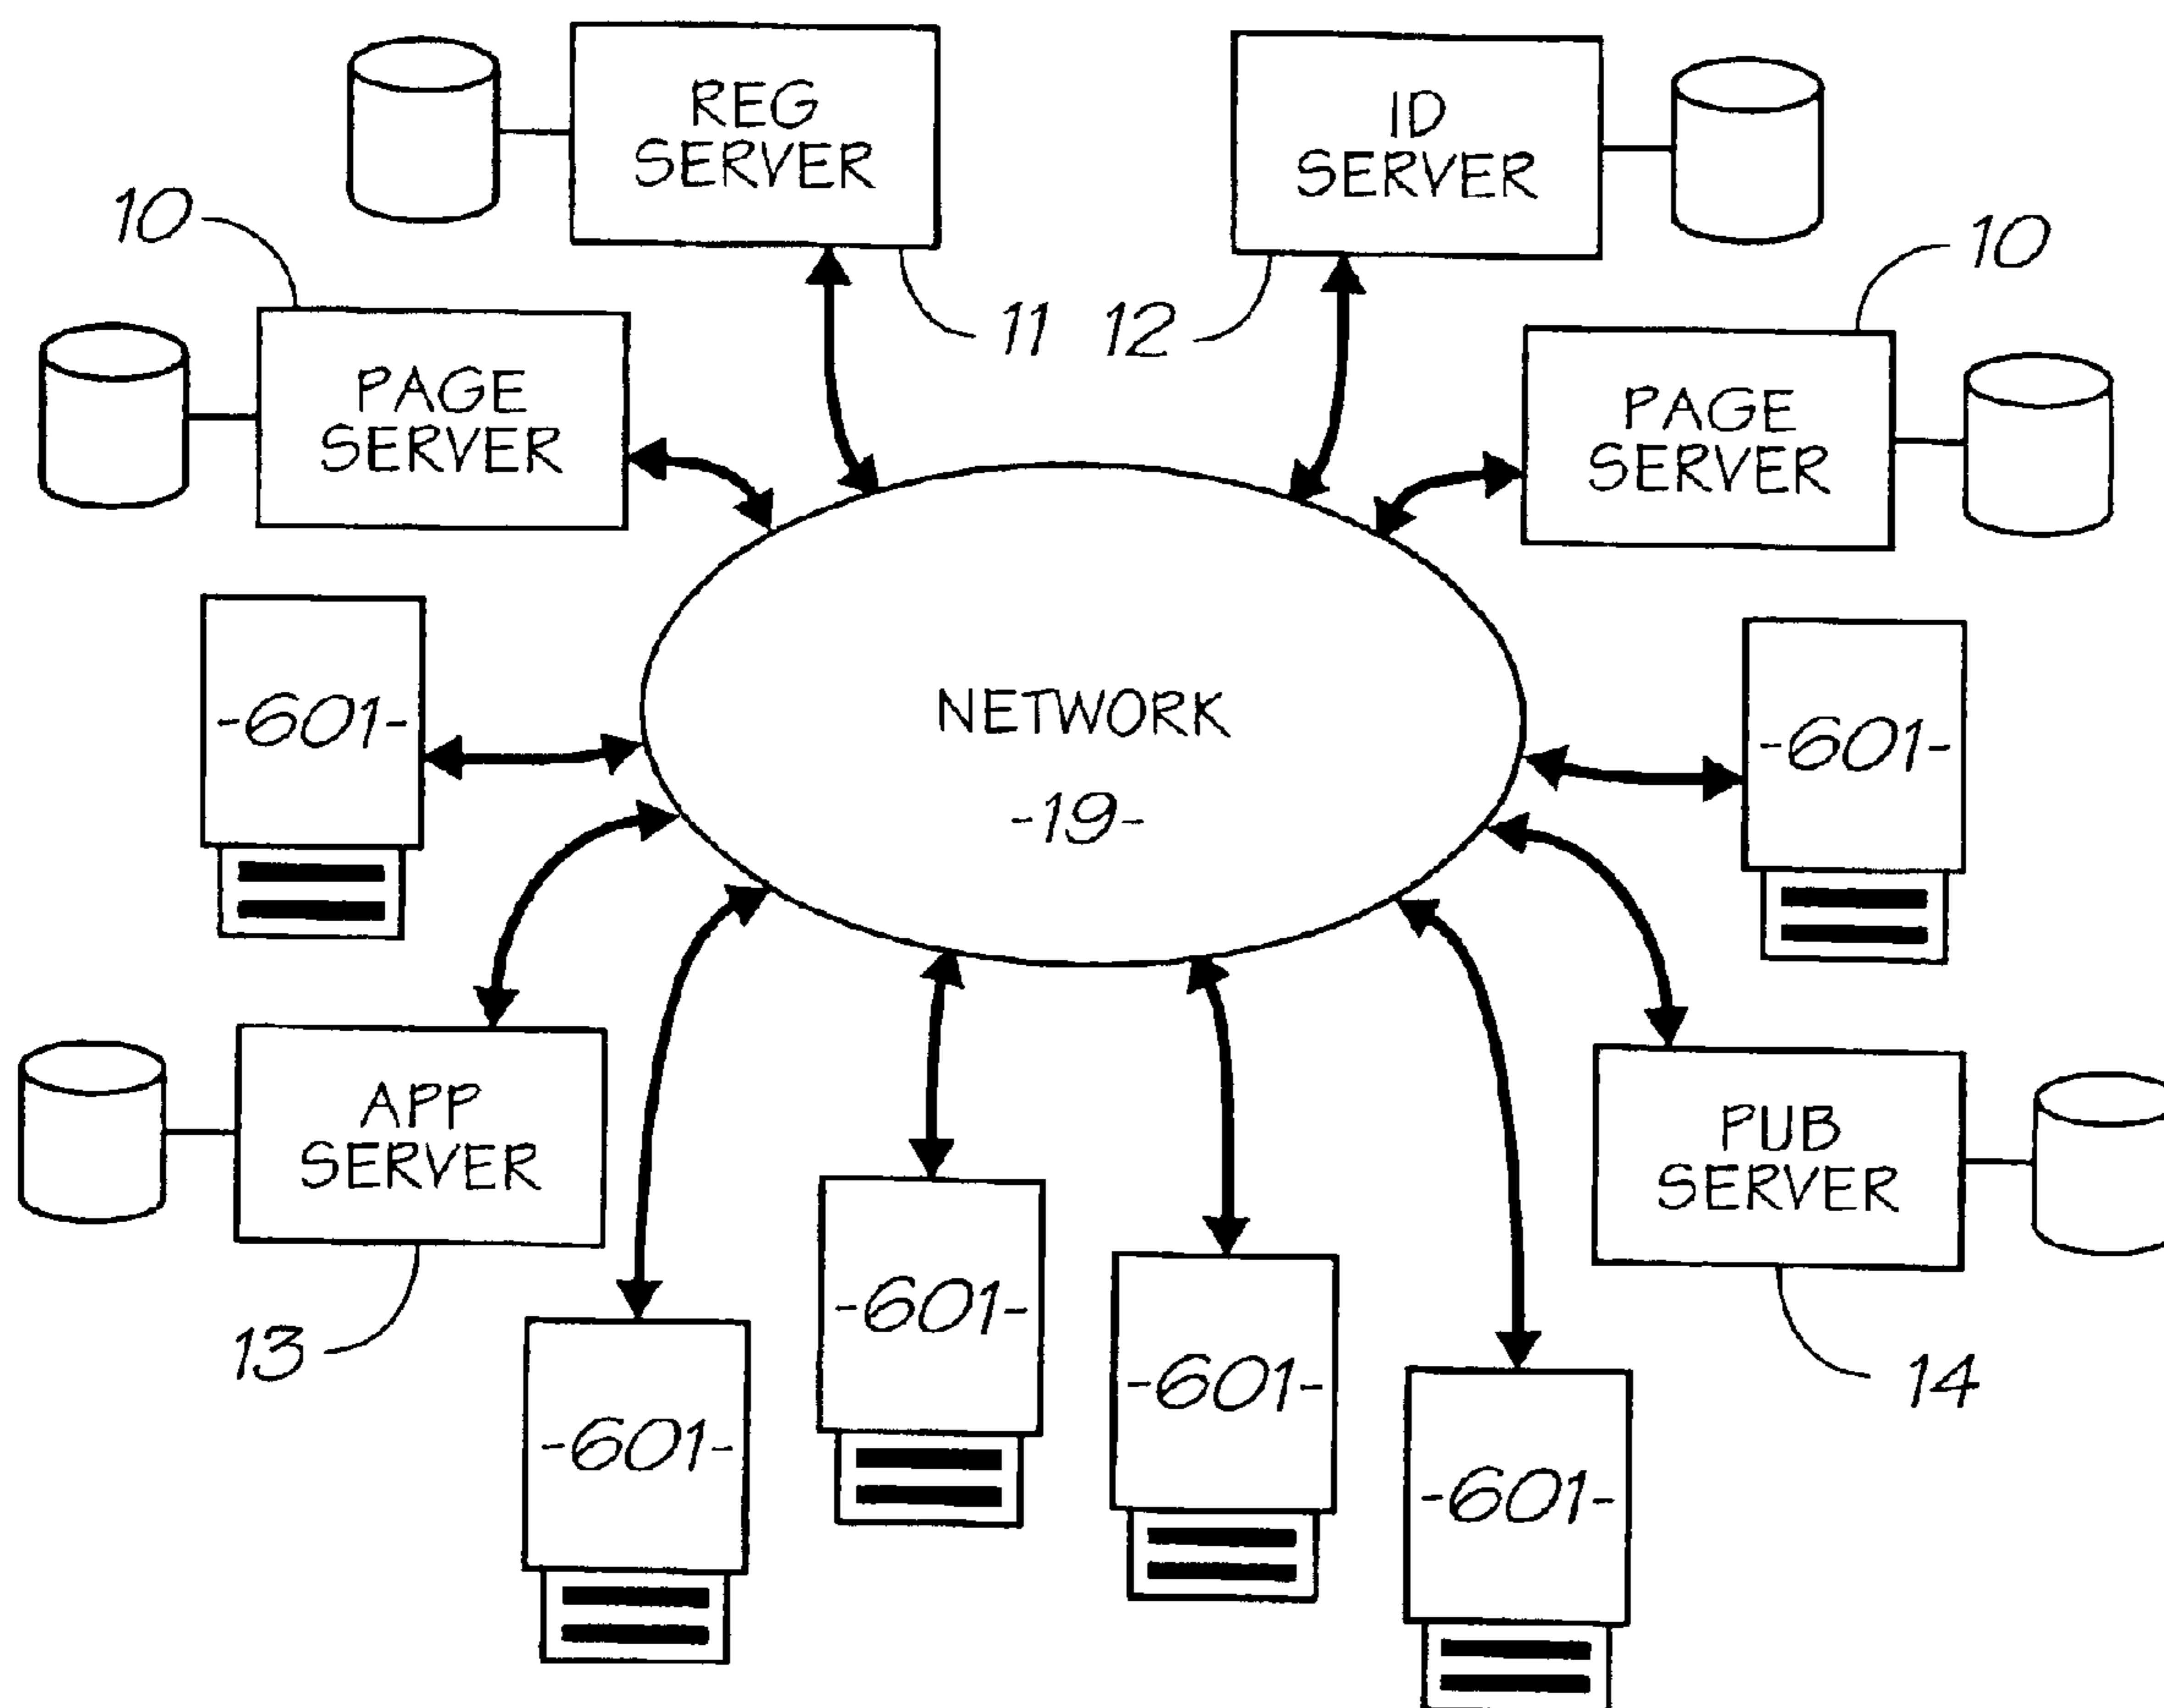 REG
SERVER
ID
SERVER
10
10
11
12
PAGE
SERVER
PAGE
SERVER
-601-
NETWORK
-19-
-601-
APP
SERVER
PUB
SERVER
13
-601-
-601-
-601-
-601-
14